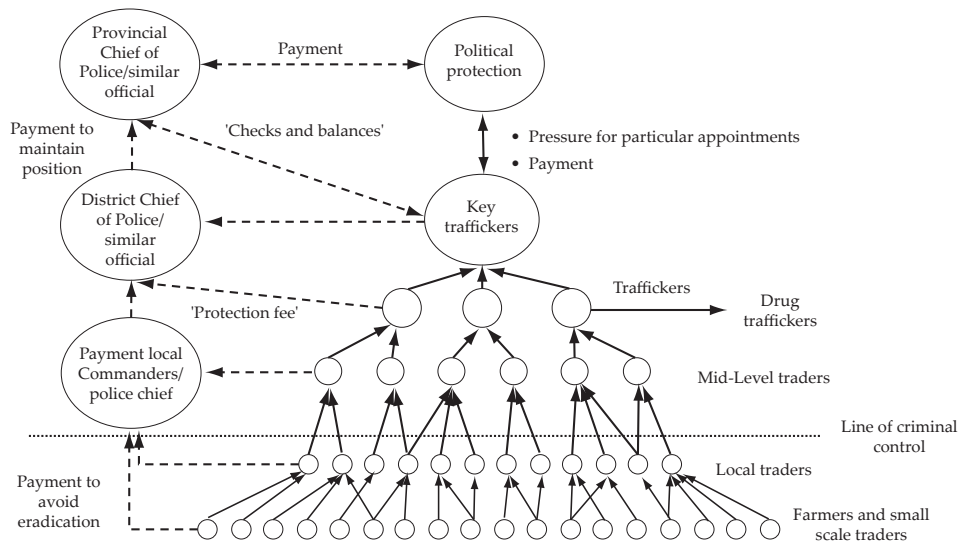 Provincial
Chief of
Police/similar
official
Payment
Political
protection
Payment to
maintain
position
'Checks and balances'
• Pressure for particular appointments
• Payment
District Chief
of Police/
similar
official
Key
traffickers
Traffickers
Drug
traffickers
'Protection fee'
Payment local
Commanders/
police chief
Mid-Level traders
Line of criminal
control
Local traders
Payment to
avoid
eradication
Farmers and small
scale traders